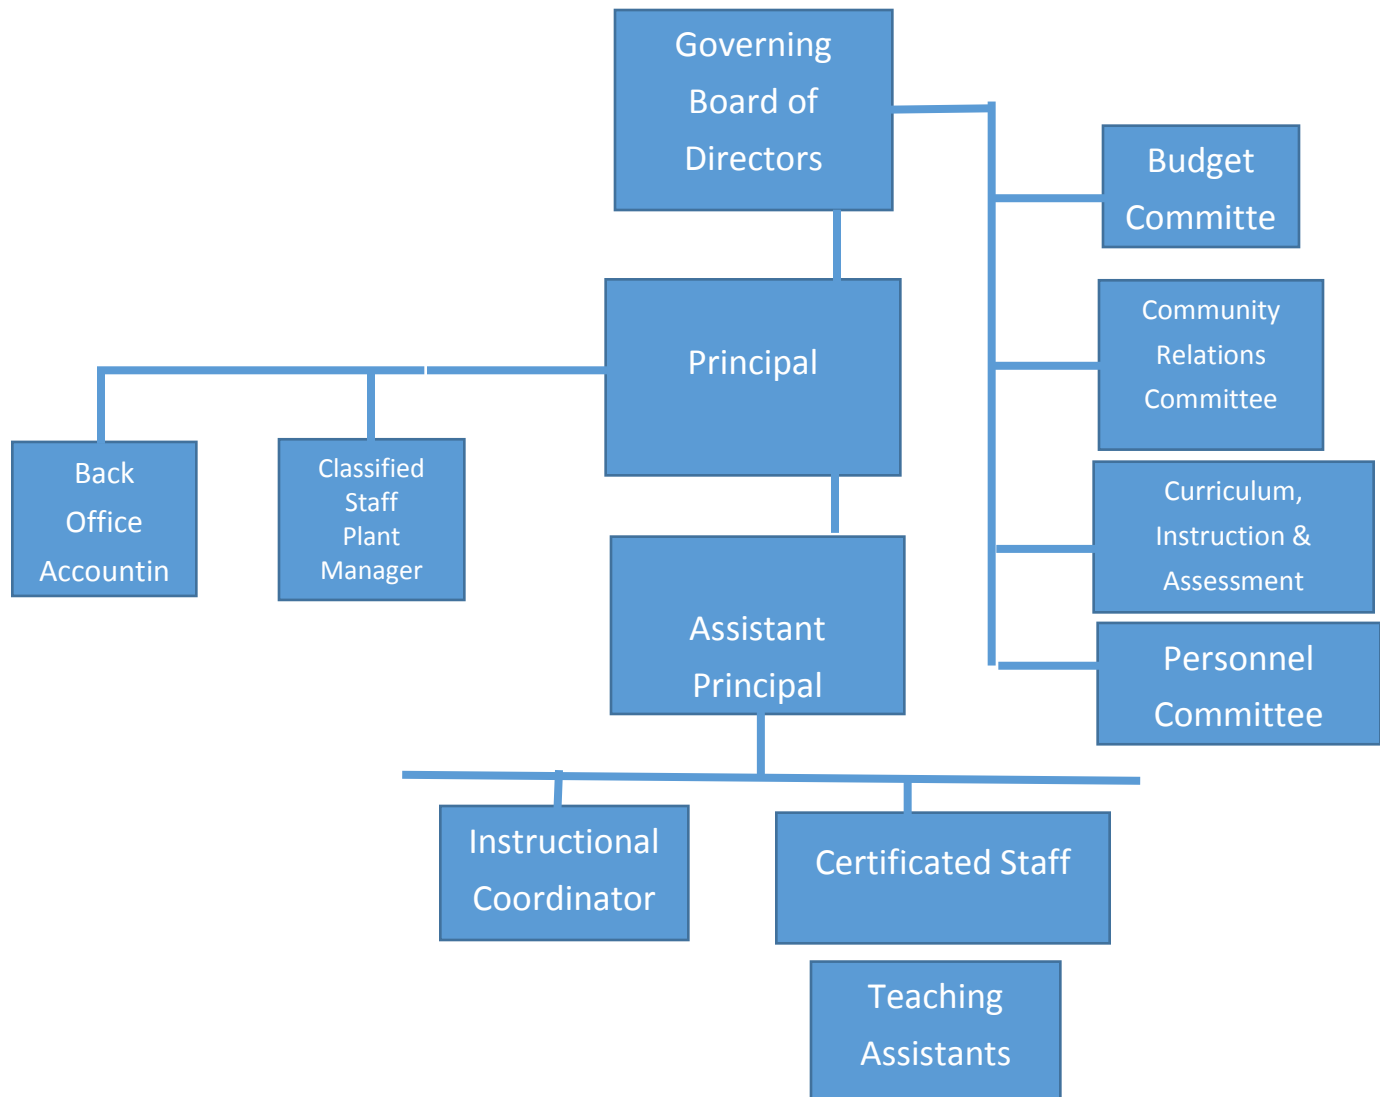 Governing
Board of
Directors
Budget
Committe
Principal
Community
Relations
Committee
Back
Office
Accountin
Classified
Staff
Plant
Manager
Curriculum,
Instruction &
Assessment
Assistant
Principal
Personnel
Committee
Instructional
Coordinator
Certificated Staff
Teaching
Assistants